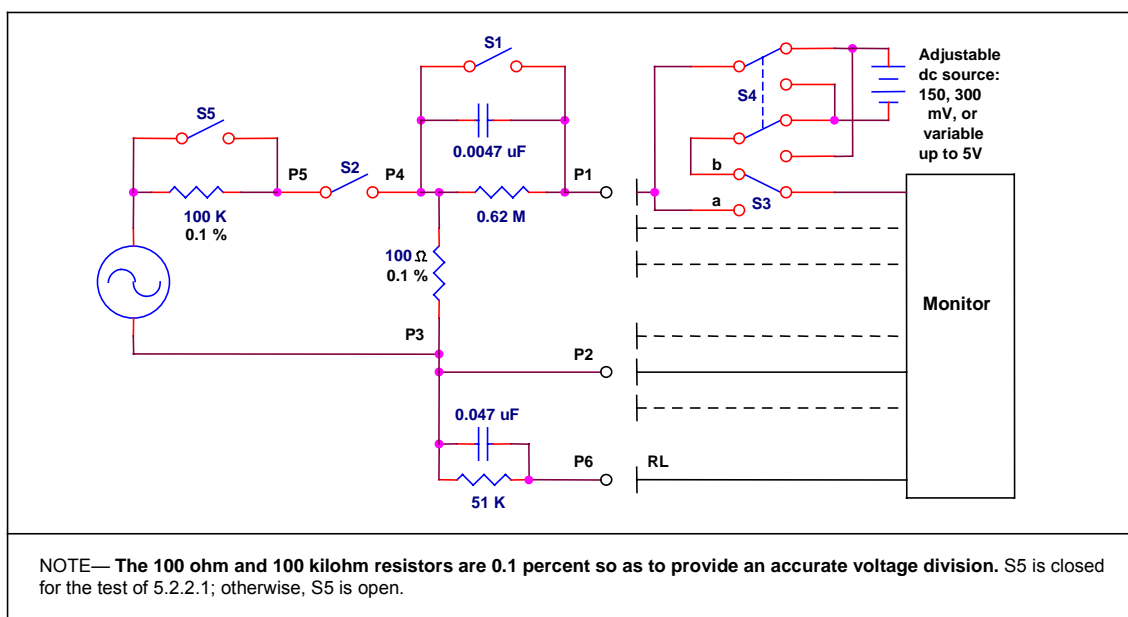 S1
Adjustable
dc source:
150, 300
mV, or
variable
up to 5V
S4
S5
0.0047 uF
P5
S2
P4
P1
b
a
S3
100 K
0.1 %
0.62 M
100 Ω
0.1 %
Monitor
P3
P2
0.047 uF
P6
RL
51 K
NOTE— The 100 ohm and 100 kilohm resistors are 0.1 percent so as to provide an accurate voltage division. S5 is closed
for the test of 5.2.2.1; otherwise, S5 is open.